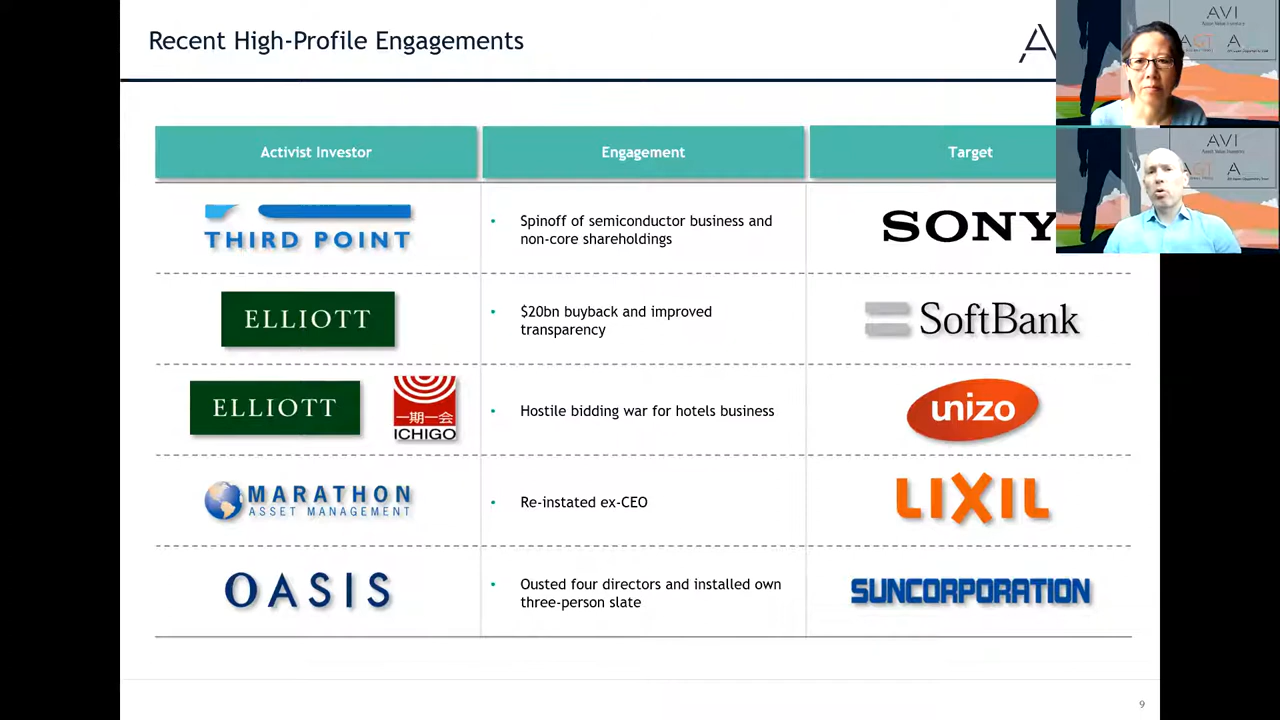 Recent High-Profile Engagements
Activist Investor
Engagement
Target
THIRD POINT
Spinoff of semiconductor business and
non-core shareholdings
SONY
ELLIOTT
$20bn buyback and improved
transparency
SoftBank
ELLIOTT
一期一会
ICHIGO
Hostile bidding war for hotels business
unizo
MARATHON
ASSET MANAGEMENT
Re-instated ex-CEO
LIXIL
OASIS
Ousted four directors and installed own
three-person slate
SUNCORPORATION
9
AVI
AVI